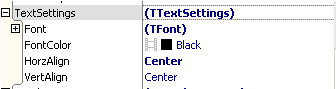 TextSettings (TTextSettings)
Font (TFont)
FontColor Black
HorzAlign Center
VertAlign Center